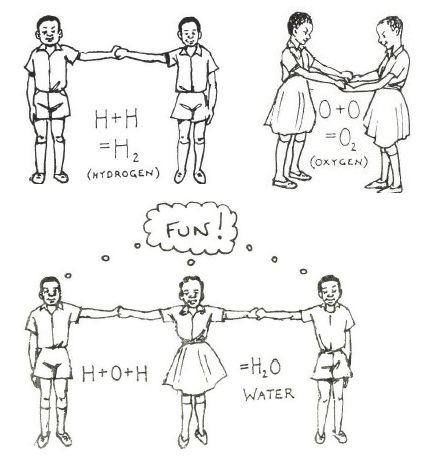 H+H
=H₂
(HYDROGEN)
O+O
=O₂
(OXYGEN)
FUN!
H+O+H
=H₂O
WATER